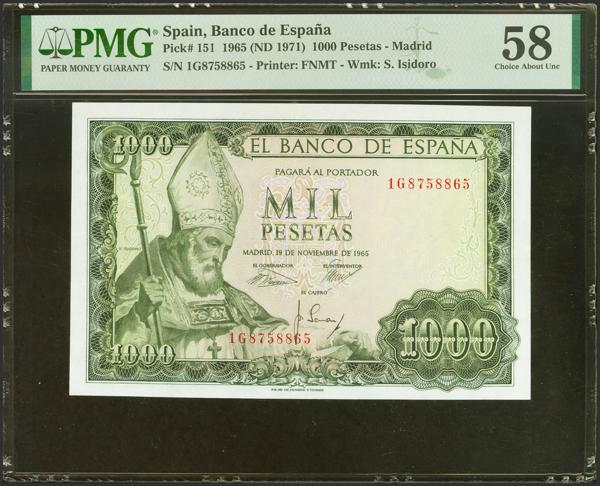 PMG®
PAPER MONEY GUARANTY
Spain, Banco de España
Pick# 151 1965 (ND 1971) 1000 Pesetas - Madrid
S/N 1G8758865 - Printer: FNMT - Wmk: S. Isidoro
58
Choice About Unc
1000
EL BANCO DE ESPAÑA
PAGARÁ AL PORTADOR
1G8758865
MIL
PESETAS
MADRID, 19 DE NOVIEMBRE DE 1965
EL GOBERNADOR
EL INTERVENTOR
EL CAJERO
1G8758865
1000
1000